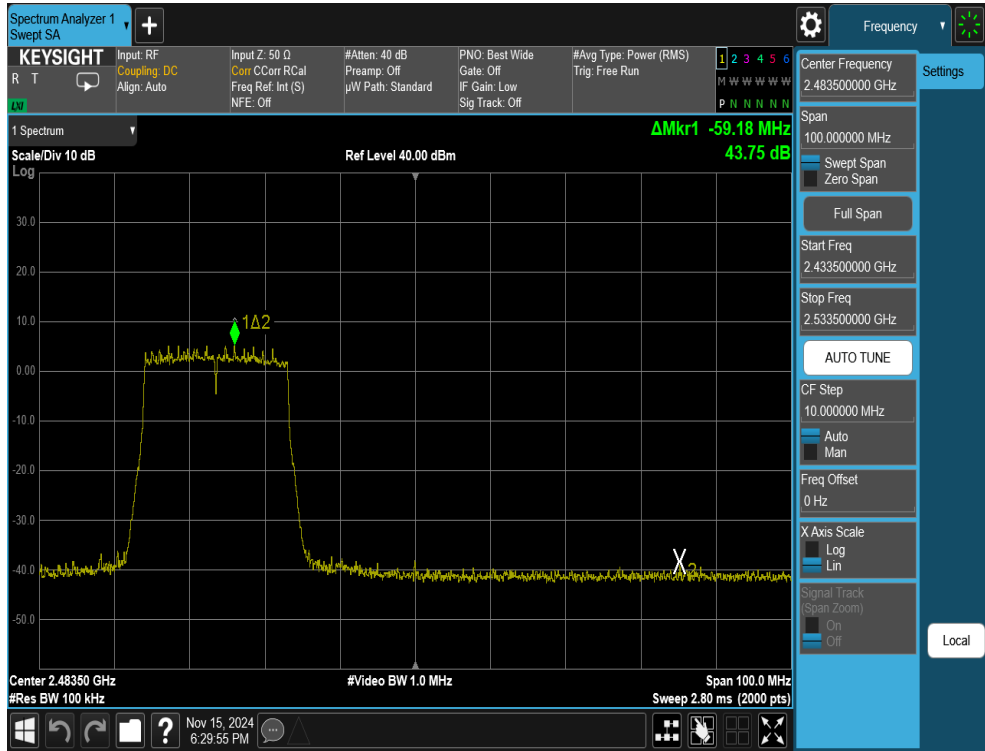 Spectrum Analyzer 1
Swept SA
Frequency
KEYSIGHT
R T
LXI
Input: RF
Coupling: DC
Align: Auto
Input Z: 50 Ω
Corr CCorr RCal
Freq Ref: Int (S)
NFE: Off
#Atten: 40 dB
Preamp: Off
µW Path: Standard
PNO: Best Wide
Gate: Off
IF Gain: Low
Sig Track: Off
#Avg Type: Power (RMS)
Trig: Free Run
1 2 3 4 5 6
M W W W W W
P N N N N N
1 Spectrum
ΔMkr1 -59.18 MHz
43.75 dB
Scale/Div 10 dB
Ref Level 40.00 dBm
Log
30.0
20.0
10.0
0.00
-10.0
-20.0
-30.0
-40.0
-50.0
1Δ2
X2
Center 2.48350 GHz
#Video BW 1.0 MHz
Span 100.0 MHz
#Res BW 100 kHz
Sweep 2.80 ms (2000 pts)
Center Frequency
2.483500000 GHz
Settings
Span
100.000000 MHz
Swept Span
Zero Span
Full Span
Start Freq
2.433500000 GHz
Stop Freq
2.533500000 GHz
AUTO TUNE
CF Step
10.000000 MHz
Auto
Man
Freq Offset
0 Hz
X Axis Scale
Log
Lin
Signal Track
(Span Zoom)
On
Off
Local
?
Nov 15, 2024
6:29:55 PM